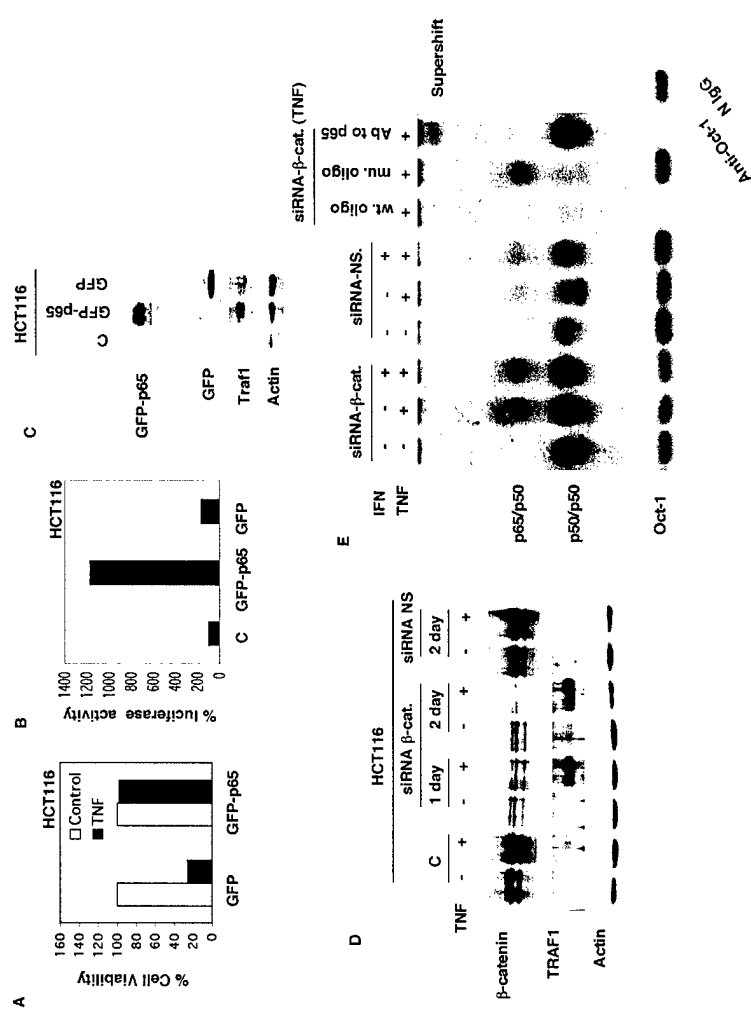 A
HCT116
% Cell Viability
160
140
120
100
80
60
40
20
0
Control
TNF
GFP
GFP-p65
B
HCT116
% luciferase activity
1400
1200
1000
800
600
400
200
0
C
GFP-p65
GFP
C
HCT116
C
GFP-p65
GFP
GFP-p65
GFP
Traf1
Actin
D
HCT116
siRNA β-cat.
siRNA NS
C
1 day
2 day
2 day
TNF
- + - + - + - +
β-catenin
TRAF1
Actin
E
siRNA-β-cat. (TNF)
siRNA-β-cat.
siRNA-NS.
wt. oligo
mu. oligo
Ab to p65
IFN
- - + - - +
TNF
- + + - + + + + +
Supershift
p65/p50
p50/p50
Oct-1
Anti-Oct-1
N IgG